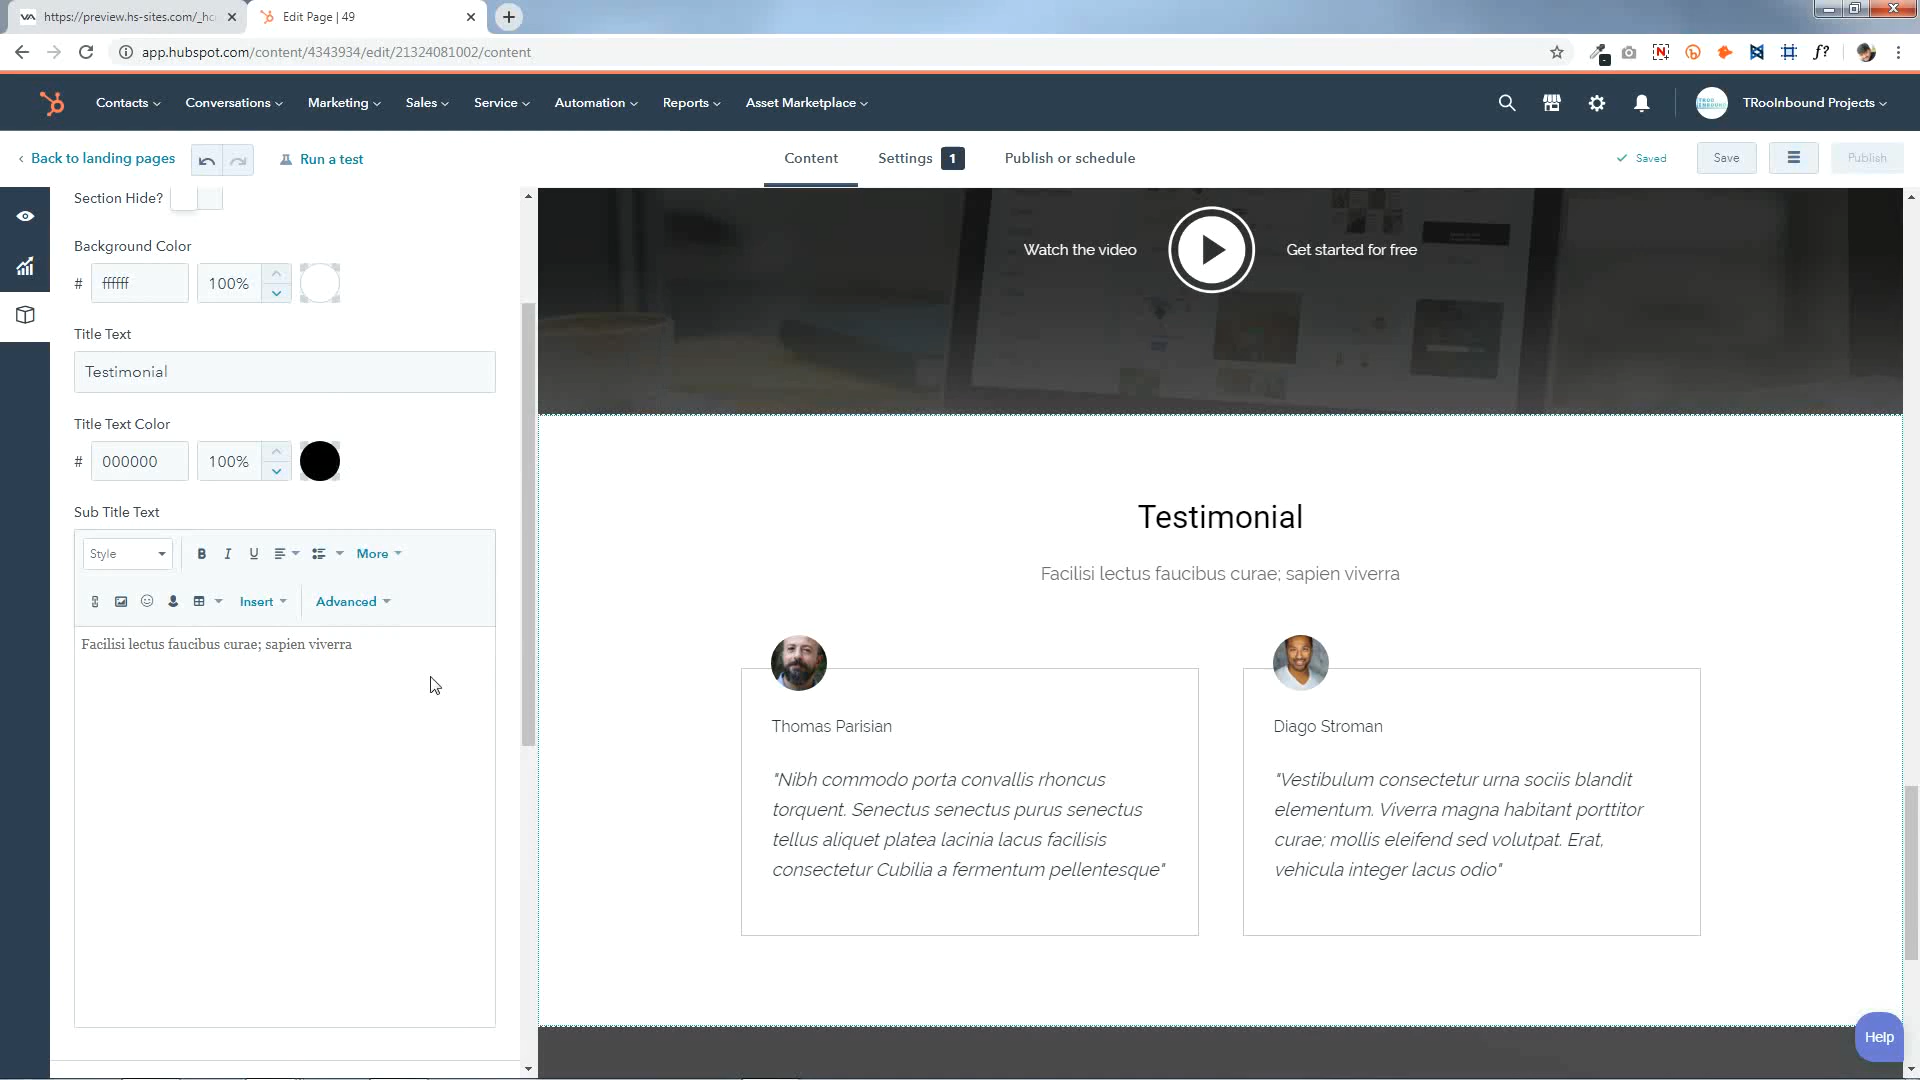 https://preview.hs-sites.com/_hc
Edit Page | 49
app.hubspot.com/content/4343934/edit/21324081002/content
Contacts
Conversations
Marketing
Sales
Service
Automation
Reports
Asset Marketplace
TRooInbound Projects
Back to landing pages
Run a test
Content
Settings 1
Publish or schedule
Saved
Save
Publish
Section Hide?
Background Color
# ffffff 100%
Title Text
Testimonial
Title Text Color
# 000000 100%
Sub Title Text
Style
B I U
More
Insert
Advanced
Facilisi lectus faucibus curae; sapien viverra
Watch the video
Get started for free
Testimonial
Facilisi lectus faucibus curae; sapien viverra
Thomas Parisian
"Nibh commodo porta convallis rhoncus
torquent. Senectus senectus purus senectus
tellus aliquet platea lacinia lacus facilisis
consectetur Cubilia a fermentum pellentesque"
Diago Stroman
"Vestibulum consectetur urna sociis blandit
elementum. Viverra magna habitant porttitor
curae; mollis eleifend sed volutpat. Erat,
vehicula integer lacus odio"
Help